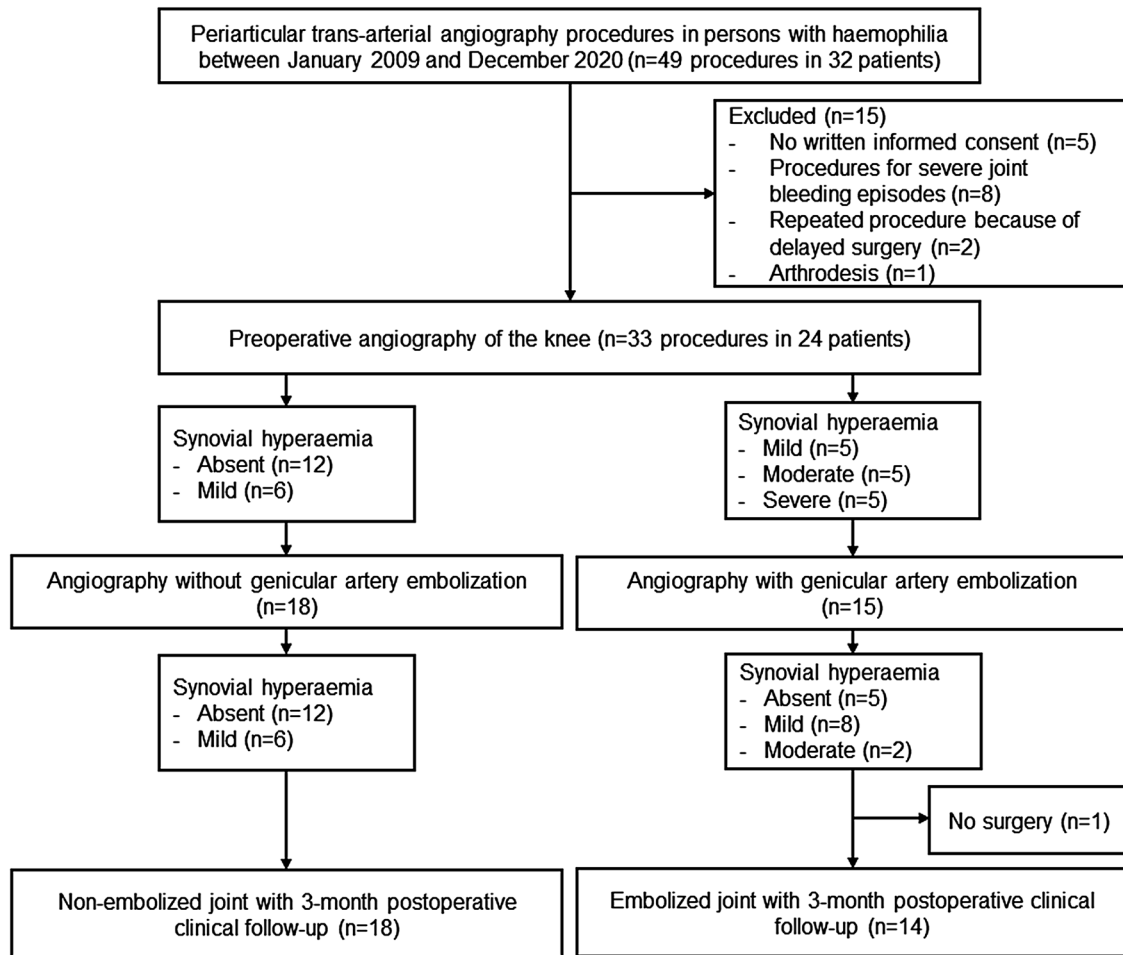 Periarticular trans-arterial angiography procedures in persons with haemophilia
between January 2009 and December 2020 (n=49 procedures in 32 patients)
Excluded (n=15)
- No written informed consent (n=5)
- Procedures for severe joint
bleeding episodes (n=8)
- Repeated procedure because of
delayed surgery (n=2)
- Arthrodesis (n=1)
Preoperative angiography of the knee (n=33 procedures in 24 patients)
Synovial hyperaemia
- Absent (n=12)
- Mild (n=6)
Synovial hyperaemia
- Mild (n=5)
- Moderate (n=5)
- Severe (n=5)
Angiography without genicular artery embolization
(n=18)
Angiography with genicular artery embolization
(n=15)
Synovial hyperaemia
- Absent (n=12)
- Mild (n=6)
Synovial hyperaemia
- Absent (n=5)
- Mild (n=8)
- Moderate (n=2)
No surgery (n=1)
Non-embolized joint with 3-month postoperative
clinical follow-up (n=18)
Embolized joint with 3-month postoperative clinical
follow-up (n=14)